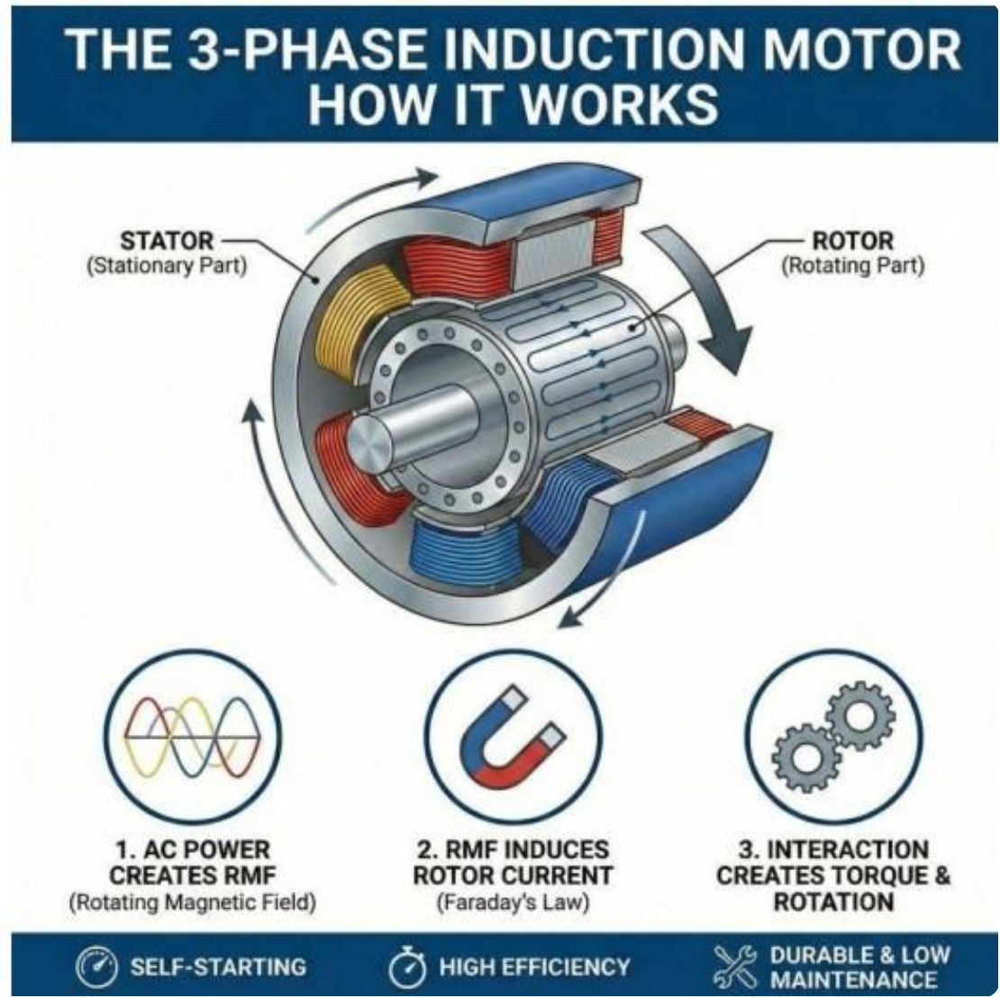 THE 3-PHASE INDUCTION MOTOR
HOW IT WORKS
STATOR
(Stationary Part)
ROTOR
(Rotating Part)
1. AC POWER
CREATES RMF
(Rotating Magnetic Field)
2. RMF INDUCES
ROTOR CURRENT
(Faraday's Law)
3. INTERACTION
CREATES TORQUE &
ROTATION
SELF-STARTING
HIGH EFFICIENCY
DURABLE & LOW
MAINTENANCE